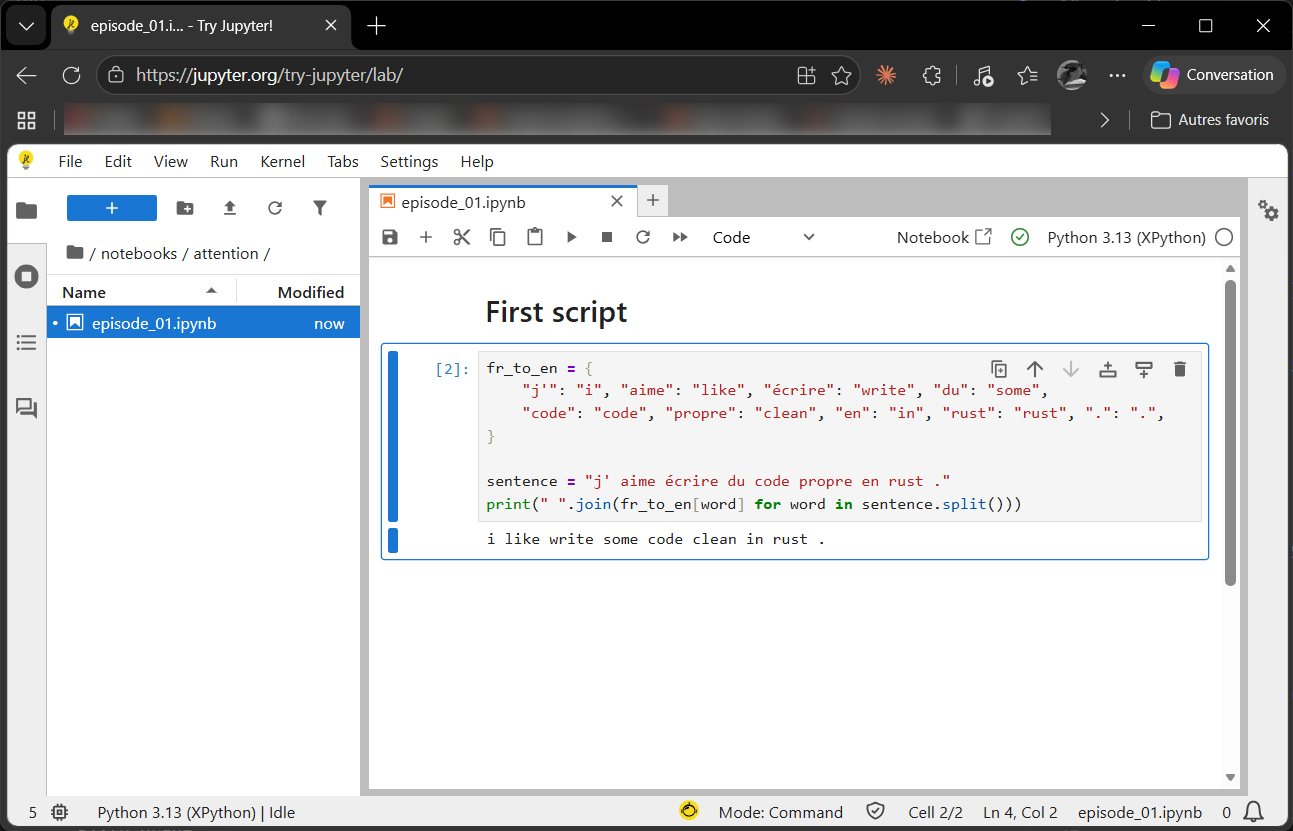 episode_01.i... - Try Jupyter!
https://jupyter.org/try-jupyter/lab/
Conversation
Autres favoris
File Edit View Run Kernel Tabs Settings Help
episode_01.ipynb
Code
Notebook
Python 3.13 (XPython)
/ notebooks / attention /
Name Modified
episode_01.ipynb now
First script
[2]:
fr_to_en = {
    "j'": "i", "aime": "like", "écrire": "write", "du": "some",
    "code": "code", "propre": "clean", "en": "in", "rust": "rust", ".": ".",
}
sentence = "j' aime écrire du code propre en rust ."
print(" ".join(fr_to_en[word] for word in sentence.split()))
i like write some code clean in rust .
5 Python 3.13 (XPython) | Idle Mode: Command Cell 2/2 Ln 4, Col 2 episode_01.ipynb 0